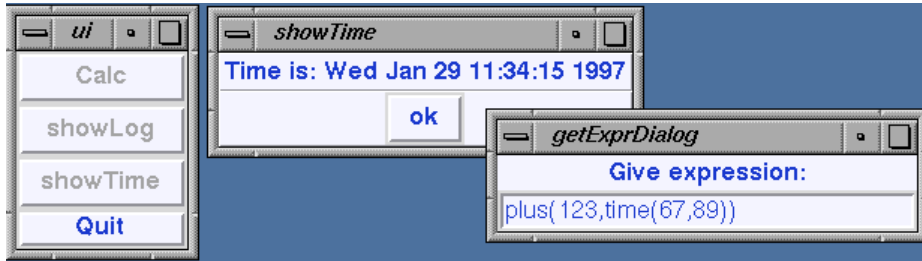 ui
Calc
showLog
showTime
Quit
showTime
Time is: Wed Jan 29 11:34:15 1997
ok
getExprDialog
Give expression:
plus(123,time(67,89))